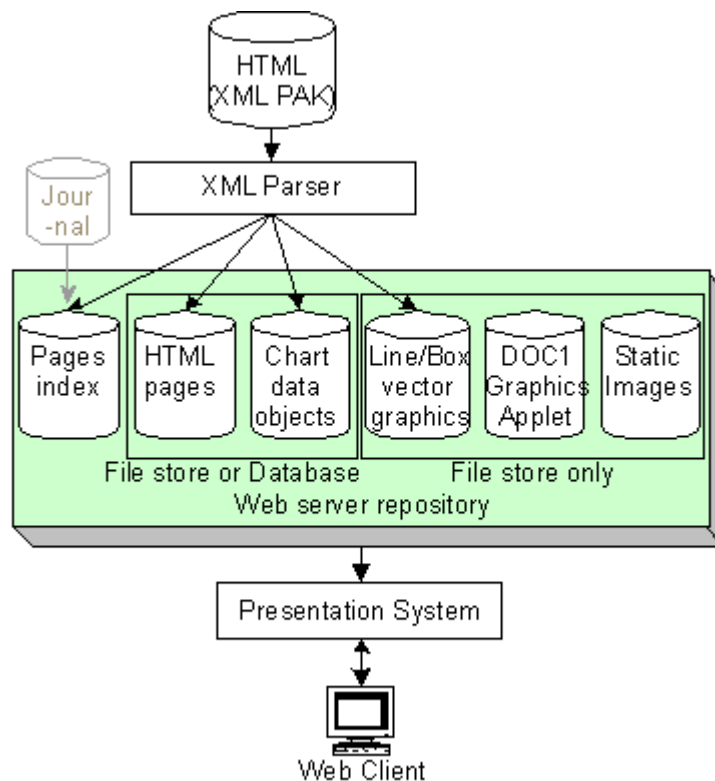 HTML
(XML PAK)
XML Parser
Jour
-nal
Pages
index
HTML
pages
Chart
data
objects
Line/Box
vector
graphics
DOC1
Graphics
Applet
Static
Images
File store or Database
File store only
Web server repository
Presentation System
Web Client